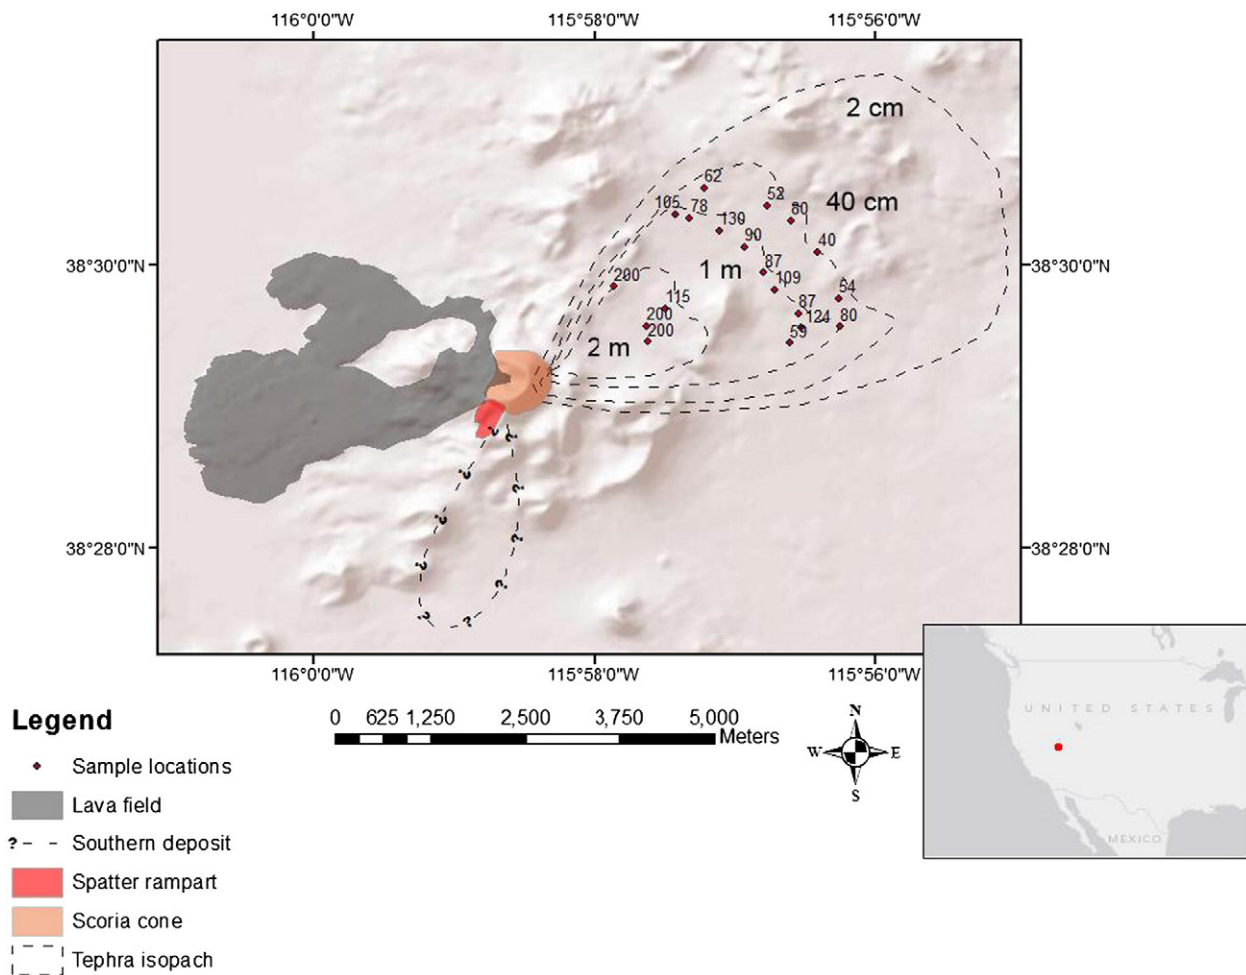 116°0'0"W 115°58'0"W 115°56'0"W
2 cm
62
105 78 52 80 40 cm
130
90 40
38°30'0"N 87 1 m 38°30'0"N
200 109
115 54
200 87
124 80
200 59
2 m
?
?
? ?
?
?
38°28'0"N 38°28'0"N
?
?
? ?
116°0'0"W 115°58'0"W 115°56'0"W
Legend
0 625 1,250 2,500 3,750 5,000
Meters
N
W E
S
UNITED STATES
MEXICO
Sample locations
Lava field
? Southern deposit
Spatter rampart
Scoria cone
Tephra isopach